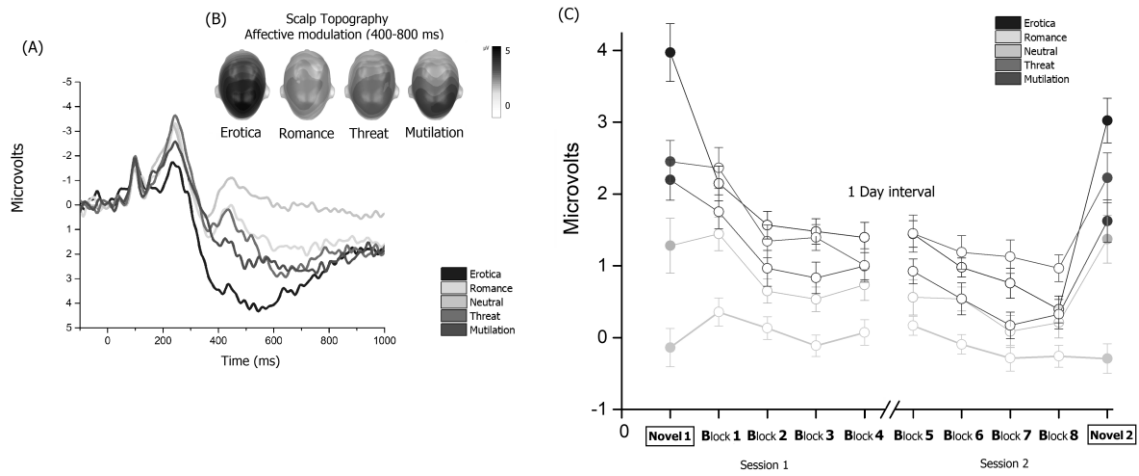 (A)
(B)
Scalp Topography
Affective modulation (400-800 ms)
µV
5
0
Erotica
Romance
Threat
Mutilation
Microvolts
-5
-4
-3
-2
-1
0
1
2
3
4
5
0
200
400
600
800
1000
Time (ms)
Erotica
Romance
Neutral
Threat
Mutilation
(C)
Erotica
Romance
Neutral
Threat
Mutilation
Microvolts
4
3
2
1
0
-1
1 Day interval
0
Novel 1
Block 1
Block 2
Block 3
Block 4
Block 5
Block 6
Block 7
Block 8
Novel 2
Session 1
Session 2